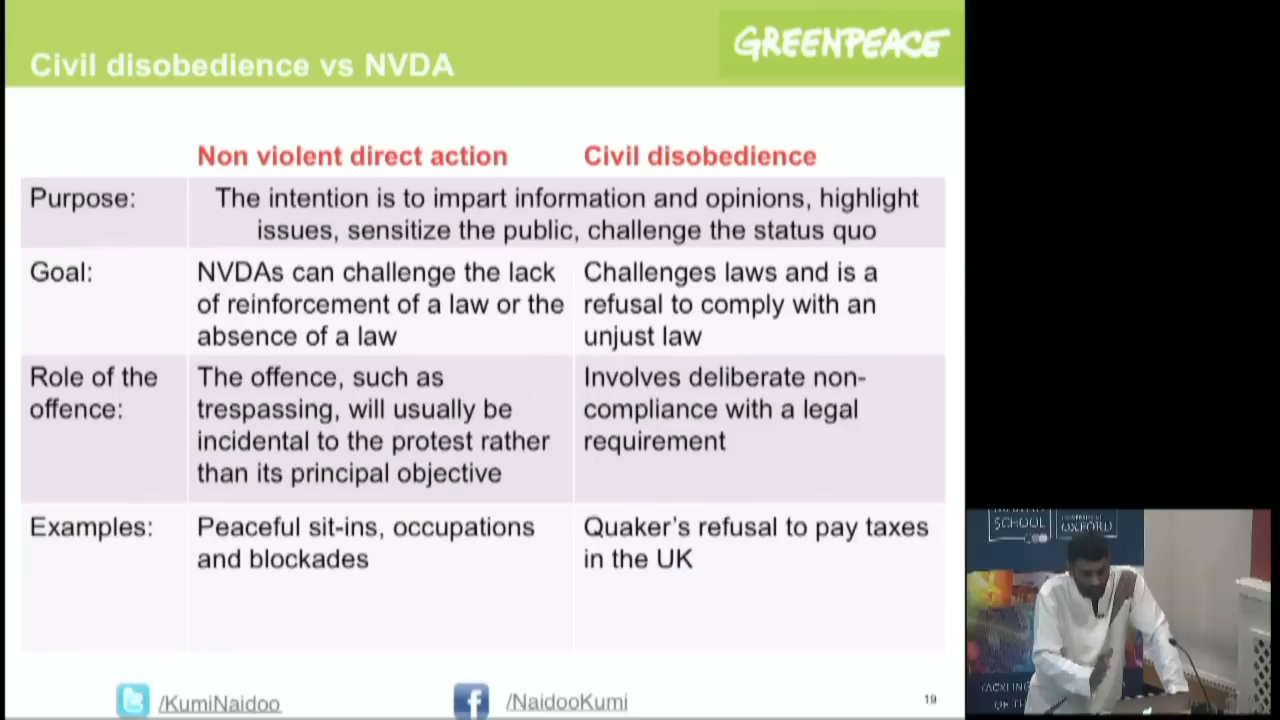 Civil disobedience vs NVDA
GREENPEACE
Non violent direct action
Civil disobedience
Purpose:
The intention is to impart information and opinions, highlight
issues, sensitize the public, challenge the status quo
Goal:
NVDAs can challenge the lack
of reinforcement of a law or the
absence of a law
Challenges laws and is a
refusal to comply with an
unjust law
Role of the
offence:
The offence, such as
trespassing, will usually be
incidental to the protest rather
than its principal objective
Involves deliberate non-
compliance with a legal
requirement
Examples:
Peaceful sit-ins, occupations
and blockades
Quaker's refusal to pay taxes
in the UK
/KumiNaidoo
/NaidooKumi
19
SCHOOL
OXFORD
TACKLING
OF TH